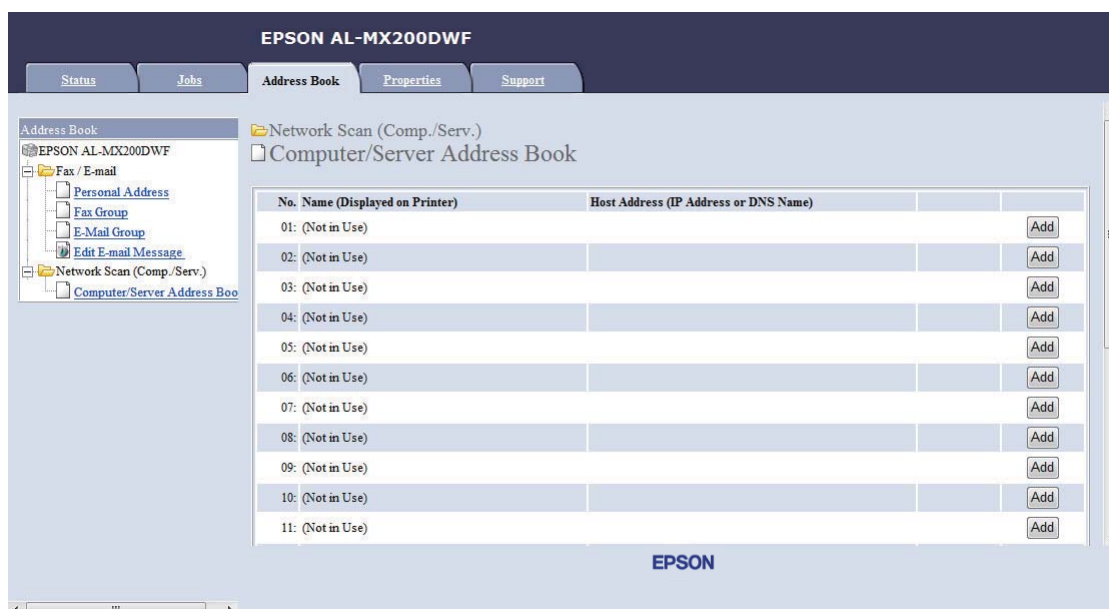 EPSON AL-MX200DWF
Status Jobs Address Book Properties Support
Address Book
EPSON AL-MX200DWF
Fax / E-mail
Personal Address
Fax Group
E-Mail Group
Edit E-mail Message
Network Scan (Comp./Serv.)
Computer/Server Address Boo
Network Scan (Comp./Serv.)
Computer/Server Address Book
No. Name (Displayed on Printer) Host Address (IP Address or DNS Name)
01: (Not in Use) Add
02: (Not in Use) Add
03: (Not in Use) Add
04: (Not in Use) Add
05: (Not in Use) Add
06: (Not in Use) Add
07: (Not in Use) Add
08: (Not in Use) Add
09: (Not in Use) Add
10: (Not in Use) Add
11: (Not in Use) Add
EPSON